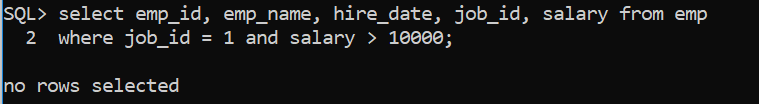 SQL> select emp_id, emp_name, hire_date, job_id, salary from emp
  2  where job_id = 1 and salary > 10000;
no rows selected